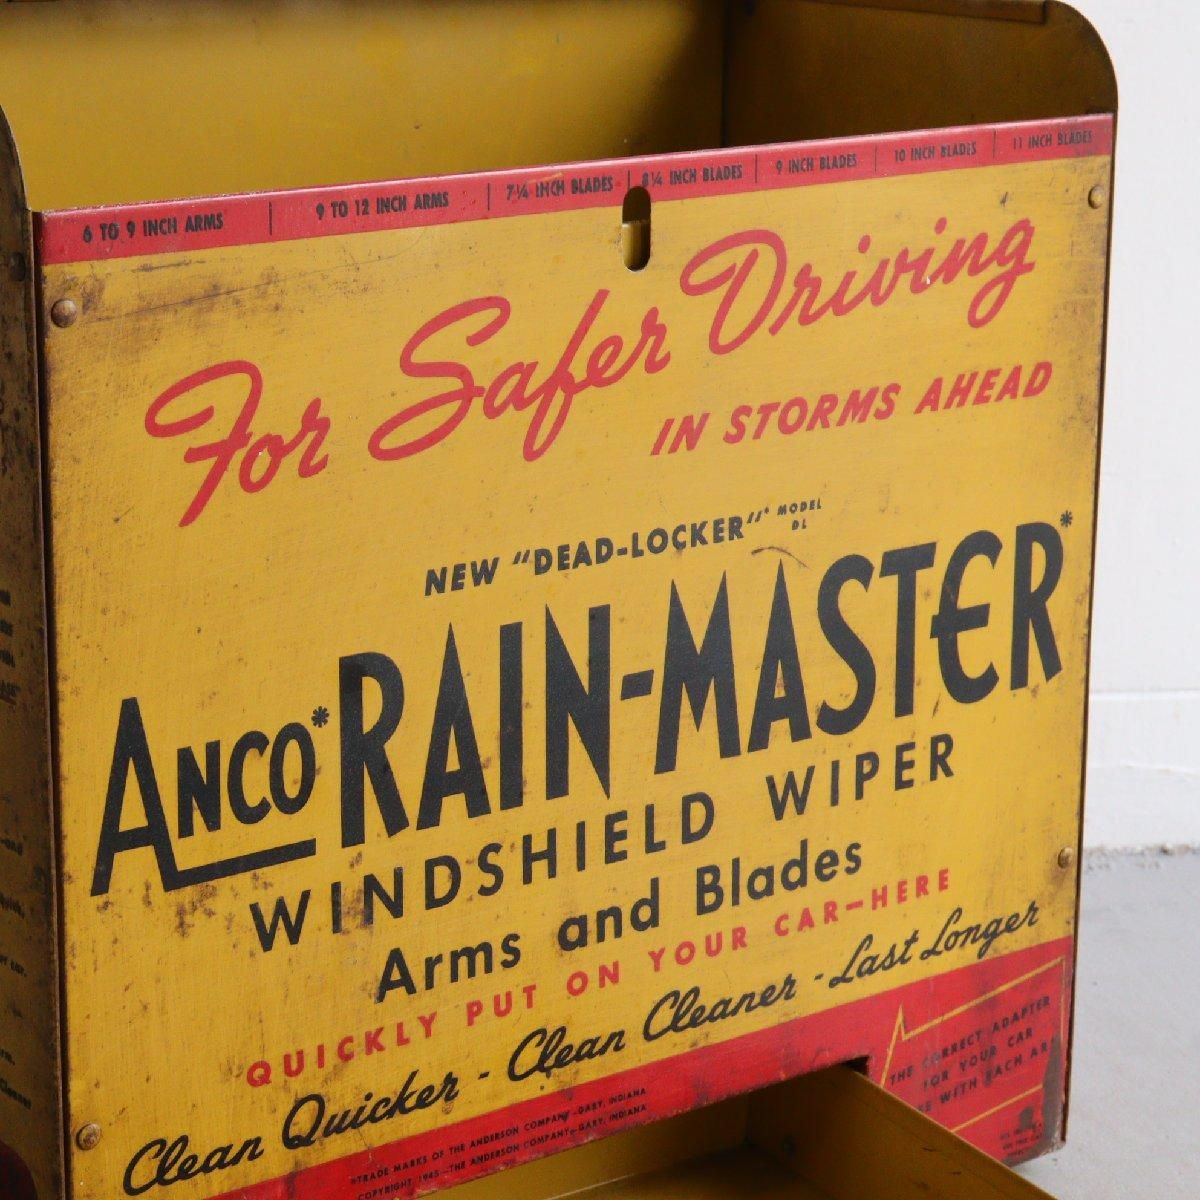 6 TO 9 INCH ARMS | 9 TO 12 INCH ARMS | 7¼ INCH BLADES | 8¼ INCH BLADES | 9 INCH BLADES | 10 INCH BLADES | 11 INCH BLADES
For Safer Driving
IN STORMS AHEAD
NEW "DEAD-LOCKER"* MODEL
DL
ANCO* RAIN-MASTER*
WINDSHIELD WIPER
Arms and Blades
QUICKLY PUT ON YOUR CAR-HERE
Clean Quicker - Clean Cleaner - Last Longer
*TRADE MARKS OF THE ANDERSON COMPANY-GARY, INDIANA
COPYRIGHT 1945-THE ANDERSON COMPANY-GARY, INDIANA
THE CORRECT ADAPTER
FOR YOUR CAR
WITH EACH